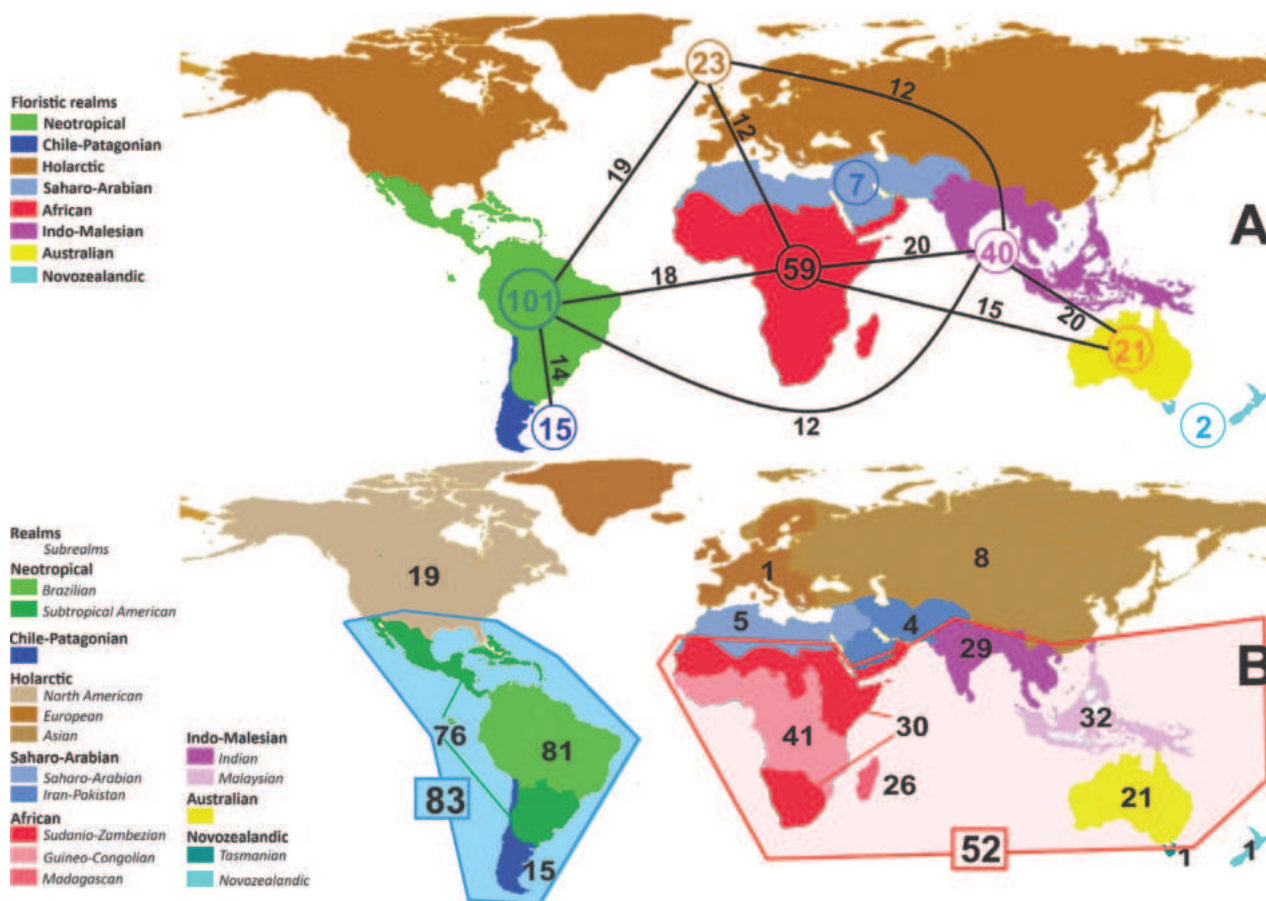 Floristic realms
Neotropical
Chile-Patagonian
Holarctic
Saharo-Arabian
African
Indo-Malesian
Australian
Novozealandic
23
12
12
19
7
A
20
40
59
18
101
15
20
21
14
12
15
2
Realms
Subrealms
Neotropical
Brazilian
Subtropical American
Chile-Patagonian
Holarctic
North American
European
Asian
Saharo-Arabian
Saharo-Arabian
Iran-Pakistan
African
Sudanio-Zambezian
Guineo-Congolian
Madagascan
Indo-Malesian
Indian
Malaysian
Australian
Novozealandic
Tasmanian
Novozealandic
19
1
8
5
4
29
B
32
76
81
41
30
26
83
21
15
52
1
1